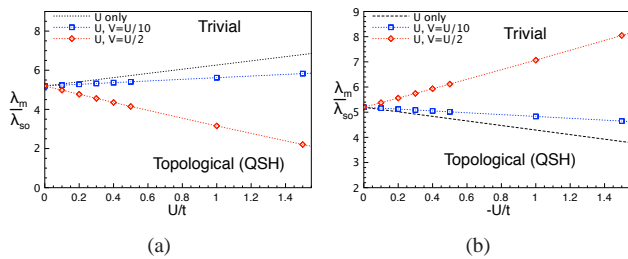 8
6
4
2
0
λm
λso
U only
U, V=U/10
U, V=U/2
Trivial
Topological (QSH)
0
0.2
0.4
0.6
0.8
1
1.2
1.4
U/t
(a)
9
8
7
6
5
4
3
2
λm
λso
U only
U, V=U/10
U, V=U/2
Trivial
Topological (QSH)
0
0.2
0.4
0.6
0.8
1
1.2
1.4
-U/t
(b)